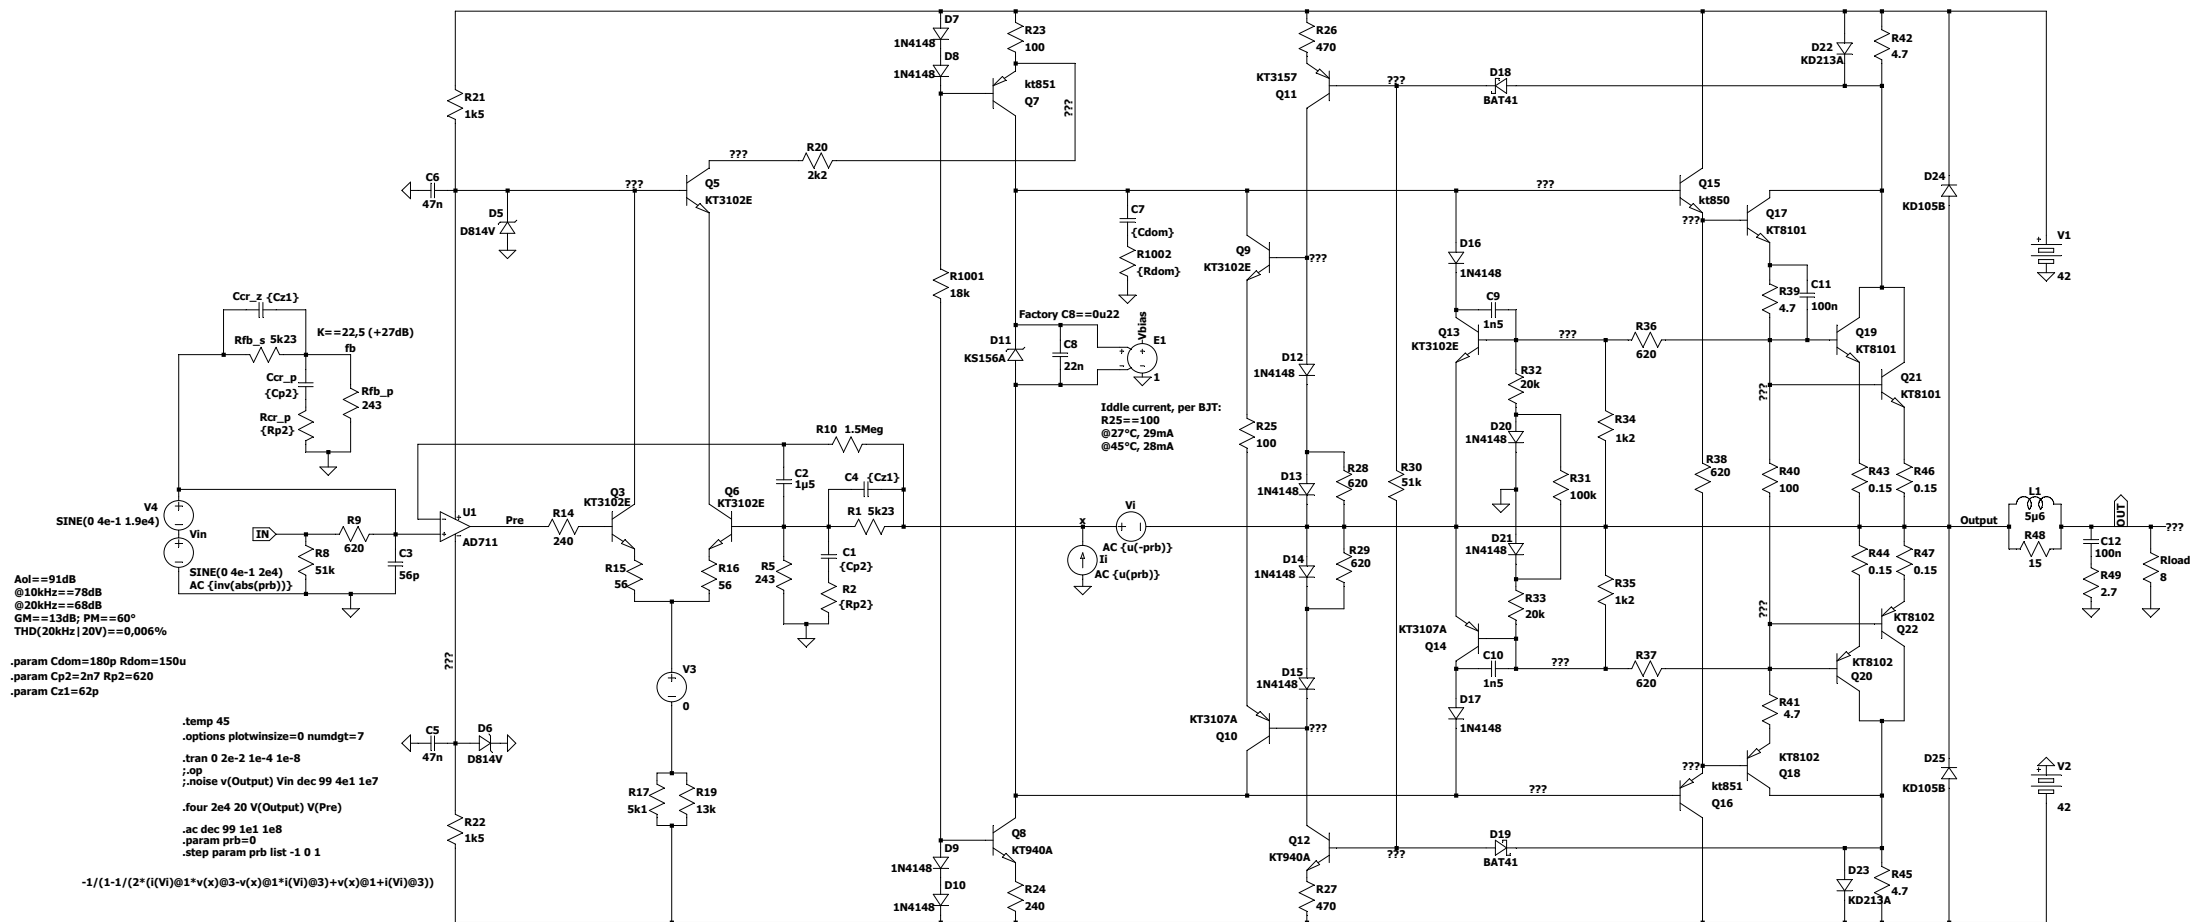 D7
1N4148
D8
1N4148
R23
100
kt851
Q7
???
R26
470
KT3157
Q11
???
D18
BAT41
D22
KD213A
R42
4.7
R21
1k5
C6
47n
???
Q5
KT3102E
???
R20
2k2
D5
D814V
???
Q15
kt850
???
Q17
KT8101
D24
KD105B
V1
42
C7
{Cdom}
R1002
{Rdom}
Q9
KT3102E
???
D16
1N4148
R1001
18k
Ccr_z {Cz1}
Rfb_s 5k23
K==22,5 (+27dB)
fb
Ccr_p
{Cp2}
Rfb_p
243
Rcr_p
{Rp2}
Factory C8==0u22
D11
KS156A
C8
22n
Vbias
E1
1
C9
1n5
Q13
KT3102E
???
R36
620
R39
4.7
C11
100n
Q19
KT8101
Q21
KT8101
D12
1N4148
R32
20k
???
Iddle current, per BJT:
R25==100
@27°C, 29mA
@45°C, 28mA
R25
100
D20
1N4148
R34
1k2
R10 1.5Meg
C2
1µ5
C4 {Cz1}
D13
1N4148
R28
620
R30
51k
R31
100k
R38
620
R40
100
R43
0.15
R46
0.15
L1
5µ6
V4
SINE(0 4e-1 1.9e4)
Vin
SINE(0 4e-1 2e4)
AC {inv(abs(prb))}
IN
R9
620
R8
51k
C3
56p
U1
AD711
Pre
R14
240
Q3
KT3102E
Q6
KT3102E
R1 5k23
x
Vi
AC {u(-prb)}
Ii
AC {u(prb)}
Output
R48
15
OUT
???
C12
100n
R49
2.7
Rload
8
R15
56
R16
56
R5
243
C1
{Cp2}
R2
{Rp2}
D14
1N4148
R29
620
D21
1N4148
R33
20k
R35
1k2
R44
0.15
R47
0.15
Aol==91dB
@10kHz==78dB
@20kHz==68dB
GM==13dB; PM==60°
THD(20kHz|20V)==0,006%
.param Cdom=180p Rdom=150u
.param Cp2=2n7 Rp2=620
.param Cz1=62p
???
V3
0
D15
1N4148
KT3107A
Q10
???
KT3107A
Q14
C10
1n5
???
R37
620
D17
1N4148
???
KT8102
Q22
KT8102
Q20
R41
4.7
KT8102
Q18
???
kt851
Q16
D25
KD105B
V2
42
.temp 45
.options plotwinsize=0 numdgt=7
.tran 0 2e-2 1e-4 1e-8
;.op
;.noise v(Output) Vin dec 99 4e1 1e7
.four 2e4 20 V(Output) V(Pre)
.ac dec 99 1e1 1e8
.param prb=0
.step param prb list -1 0 1
-1/(1-1/(2*(i(Vi)@1*v(x)@3-v(x)@1*i(Vi)@3)+v(x)@1+i(Vi)@3))
C5
47n
D6
D814V
R22
1k5
R17
5k1
R19
13k
???
D9
1N4148
D10
1N4148
Q8
KT940A
R24
240
Q12
KT940A
R27
470
???
D19
BAT41
D23
KD213A
R45
4.7